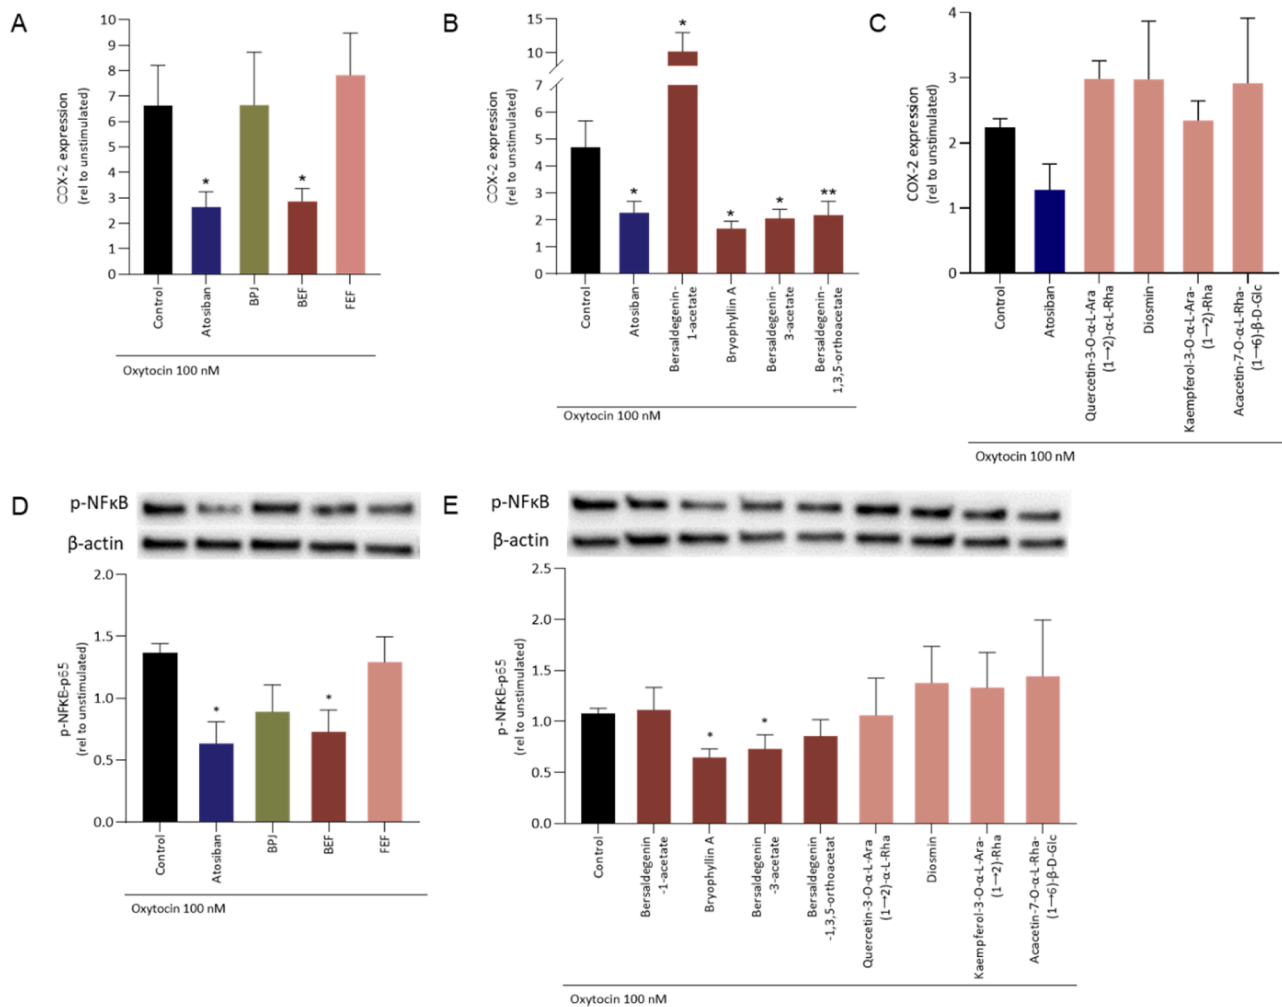 A
COX-2 expression
(rel to unstimulated)
10
9
8
7
6
5
4
3
2
1
0
*
*
Control
Atosiban
BPJ
BEF
FEF
Oxytocin 100 nM
B
COX-2 expression
(rel to unstimulated)
15
10
7
6
5
4
3
2
1
0
*
*
*
*
**
Control
Atosiban
Bersaldegenin-
1-acetate
Bryophyllin A
Bersaldegenin-
3-acetate
Bersaldegenin-
1,3,5-orthoacetate
Oxytocin 100 nM
C
COX-2 expression
(rel to unstimulated)
4
3
2
1
0
Control
Atosiban
Quercetin-3-O-α-L-Ara
(1→2)-α-L-Rha
Diosmin
Kaempferol-3-O-α-L-Ara-
(1→2)-Rha
Acacetin-7-O-α-L-Rha-
(1→6)-β-D-Glc
Oxytocin 100 nM
D
p-NFκB
β-actin
p-NFκB-p65
(rel to unstimulated)
2.0
1.5
1.0
0.5
0.0
*
*
Control
Atosiban
BPJ
BEF
FEF
Oxytocin 100 nM
E
p-NFκB
β-actin
p-NFκB-p65
(rel to unstimulated)
2.5
2.0
1.5
1.0
0.5
0.0
*
*
Control
Bersaldegenin
-1-acetate
Bryophyllin A
Bersaldegenin
-3-acetate
Bersaldegenin
-1,3,5-orthoacetat
Quercetin-3-O-α-L-Ara
(1→2)-α-L-Rha
Diosmin
Kaempferol-3-O-α-L-Ara-
(1→2)-Rha
Acacetin-7-O-α-L-Rha-
(1→6)-β-D-Glc
Oxytocin 100 nM